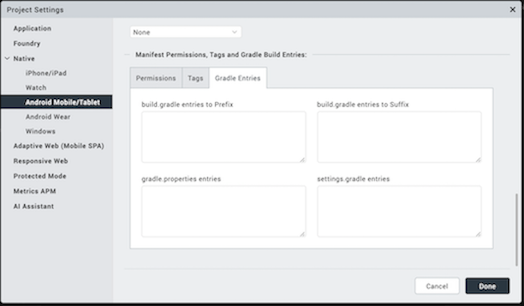 Project Settings
Application
Foundry
Native
iPhone/iPad
Watch
Android Mobile/Tablet
Android Wear
Windows
Adaptive Web (Mobile SPA)
Responsive Web
Protected Mode
Metrics APM
AI Assistant
None
Manifest Permissions, Tags and Gradle Build Entries:
Permissions Tags Gradle Entries
build.gradle entries to Prefix build.gradle entries to Suffix
gradle.properties entries settings.gradle entries
Cancel Done